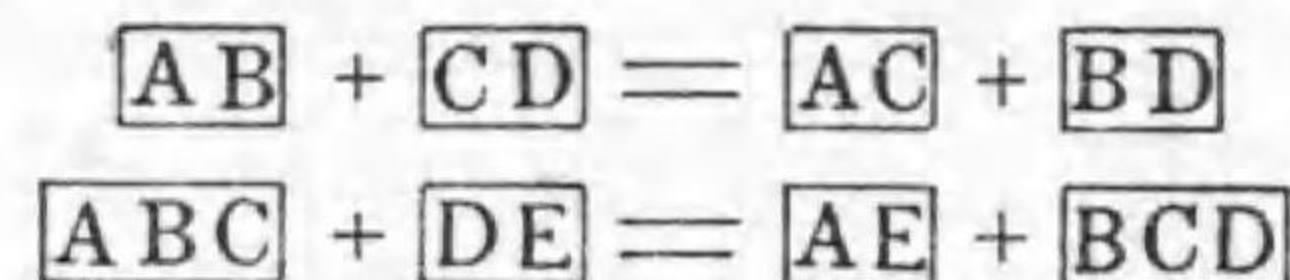 AB + CD = AC + BD
ABC + DE = AE + BCD